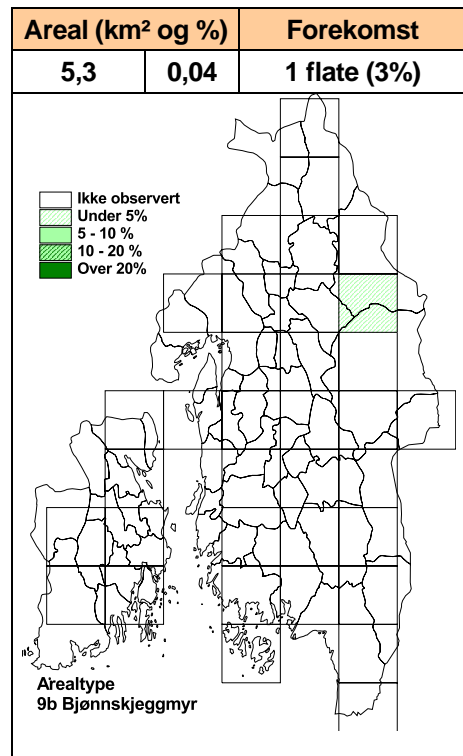 Areal (km² og %) Forekomst
5,3 0,04 1 flate (3%)
Ikke observert
Under 5%
5 - 10 %
10 - 20 %
Over 20%
Arealtype
9b Bjønnskjeggmyr